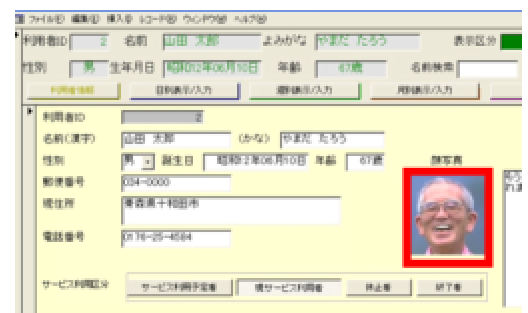 ファイル(F) 編集(E) 挿入(I) レコード(R) ウィンドウ(W) ヘルプ(H)
利用者ID 2 名前 山田 太郎 よみがな やまだ たろう 表示区分
性別 男 生年月日 昭和12年06月10日 年齢 67歳 名前検索
利用者情報 日別表示/入力 週別表示/入力 月別表示/入力
利用者ID 2
名前(漢字) 山田 太郎 (かな) やまだ たろう
性別 男 誕生日 昭和12年06月10日 年齢 67歳 顔写真
郵便番号 034-0000
現住所 青森県十和田市
電話番号 0176-25-4584
サービス利用区分 サービス利用予定者 現サービス利用者 休止者 終了者